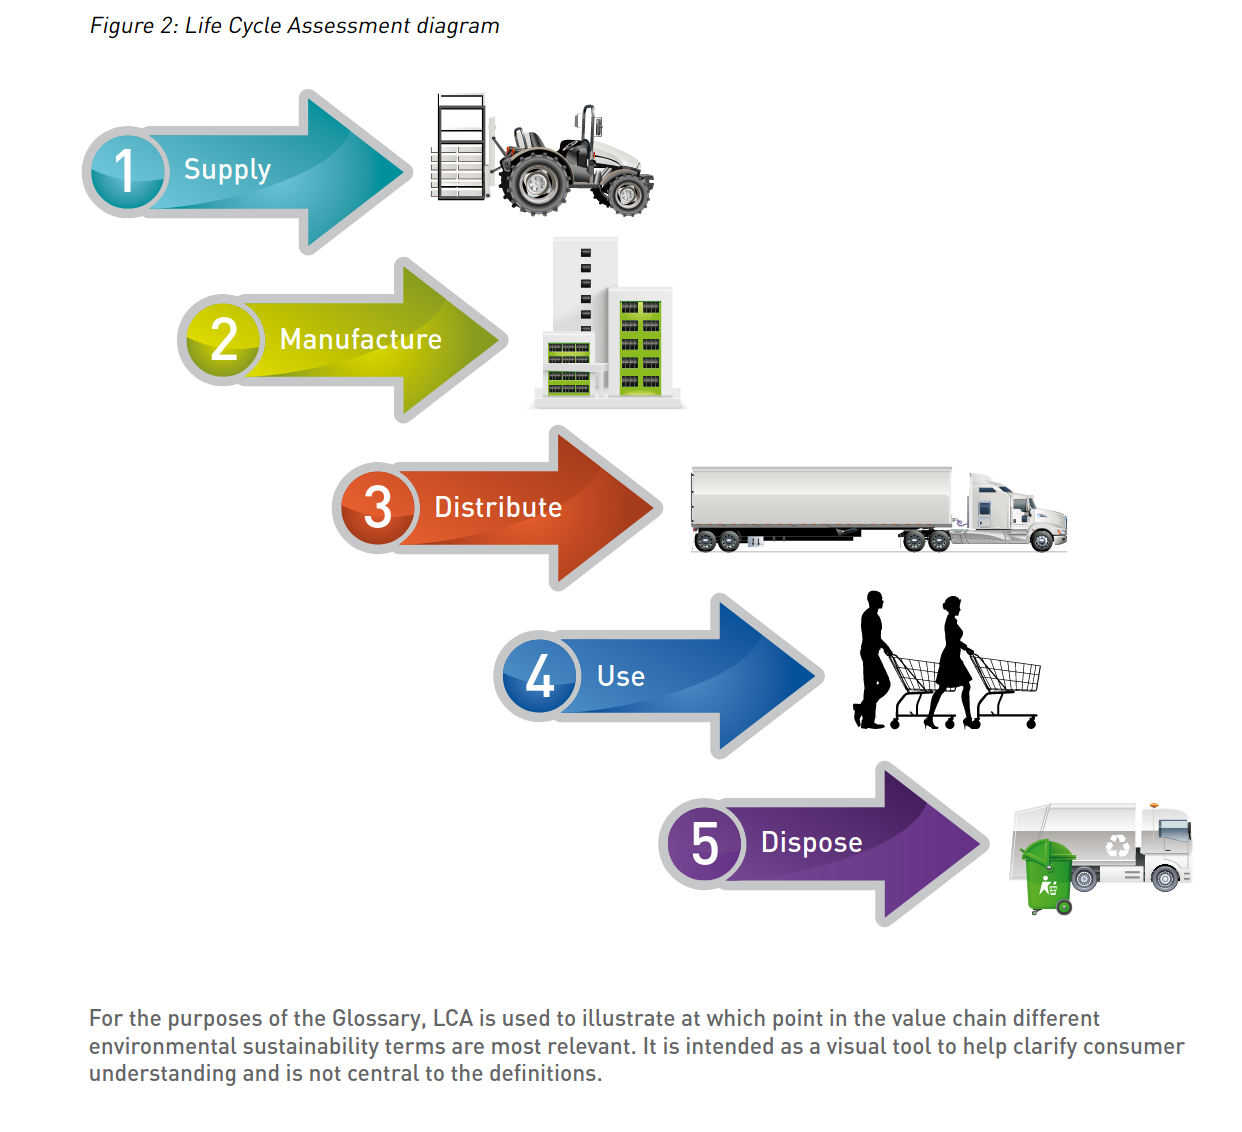 Figure 2: Life Cycle Assessment diagram
1 Supply
2 Manufacture
3 Distribute
4 Use
5 Dispose
For the purposes of the Glossary, LCA is used to illustrate at which point in the value chain different
environmental sustainability terms are most relevant. It is intended as a visual tool to help clarify consumer
understanding and is not central to the definitions.